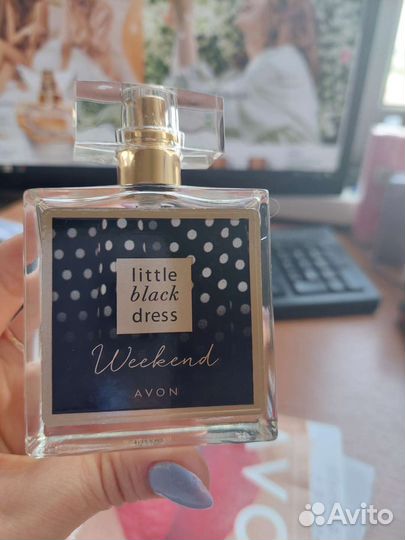 little
black
dress
Weekend
AVON
Avito